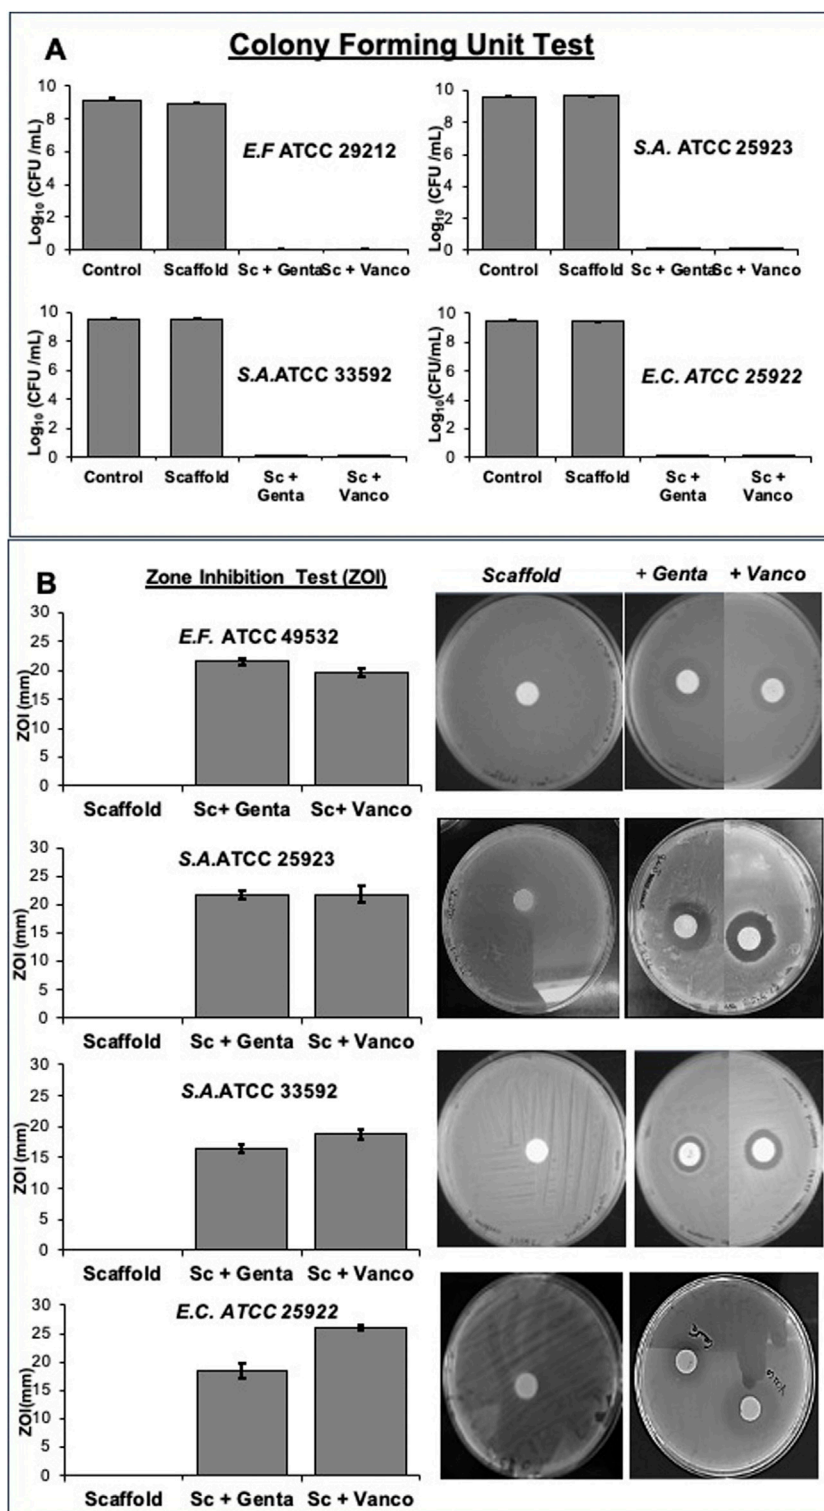 A
Colony Forming Unit Test
Log10 (CFU /mL)
10
8
6
4
2
0
E.F ATCC 29212
Control Scaffold Sc + Genta Sc + Vanco
Log10 (CFU /mL)
10
8
6
4
2
0
S.A. ATCC 25923
Control Scaffold Sc + Genta Sc + Vanco
Log10 (CFU /mL)
10
8
6
4
2
0
S.A.ATCC 33592
Control Scaffold Sc + Genta Sc + Vanco
Log10(CFU/mL)
10
8
6
4
2
0
E.C. ATCC 25922
Control Scaffold Sc + Genta Sc + Vanco
B
Zone Inhibition Test (ZOI)
Scaffold + Genta + Vanco
ZOI (mm)
30
25
20
15
10
5
0
E.F. ATCC 49532
Scaffold Sc+ Genta Sc+ Vanco
ZOI (mm)
30
25
20
15
10
5
0
S.A.ATCC 25923
Scaffold Sc + Genta Sc + Vanco
ZOI (mm)
30
25
20
15
10
5
0
S.A.ATCC 33592
Scaffold Sc + Genta Sc + Vanco
ZOI(mm)
30
25
20
15
10
5
0
E.C. ATCC 25922
Scaffold Sc + Genta Sc + Vanco